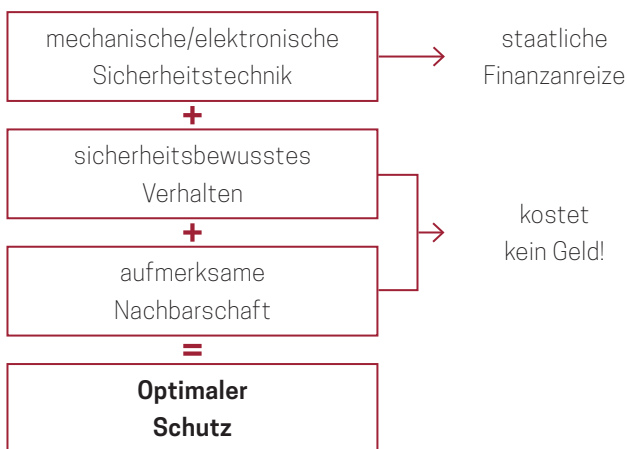 mechanische/elektronische
Sicherheitstechnik
staatliche
Finanzanreize
+
sicherheitsbewusstes
Verhalten
+
aufmerksame
Nachbarschaft
kostet
kein Geld!
=
Optimaler
Schutz